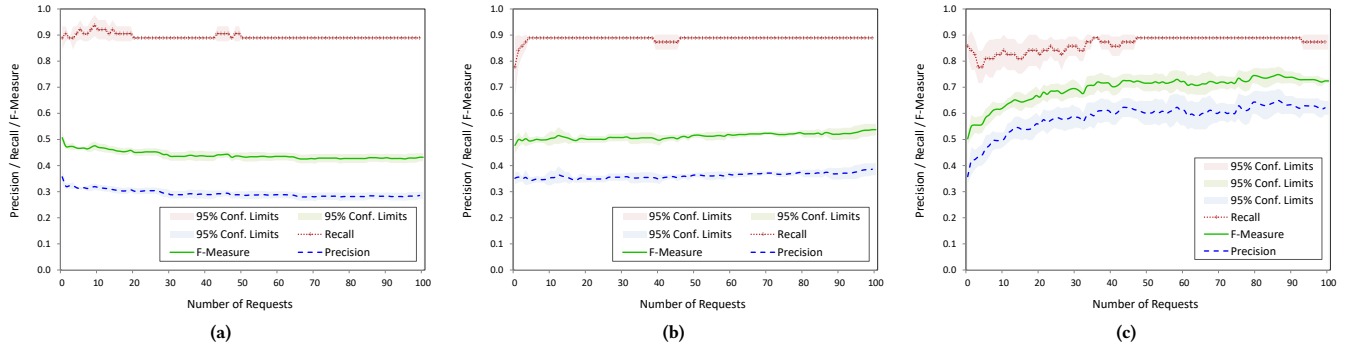 1.0
0.9
0.8
0.7
0.6
0.5
0.4
0.3
0.2
0.1
0.0
Precision / Recall / F-Measure
95% Conf. Limits 95% Conf. Limits
95% Conf. Limits Recall
F-Measure Precision
0 10 20 30 40 50 60 70 80 90 100
Number of Requests
(a)
1.0
0.9
0.8
0.7
0.6
0.5
0.4
0.3
0.2
0.1
0.0
Precision / Recall / F-Measure
95% Conf. Limits 95% Conf. Limits
95% Conf. Limits Recall
F-Measure Precision
0 10 20 30 40 50 60 70 80 90 100
Number of Requests
(b)
1.0
0.9
0.8
0.7
0.6
0.5
0.4
0.3
0.2
0.1
0.0
Precision / Recall / F-Measure
95% Conf. Limits
95% Conf. Limits
95% Conf. Limits
Recall
F-Measure
Precision
0 10 20 30 40 50 60 70 80 90 100
Number of Requests
(c)